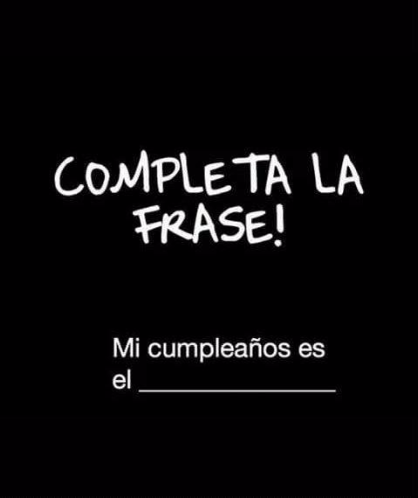 COMPLETA LA
FRASE!
Mi cumpleaños es
el _______________